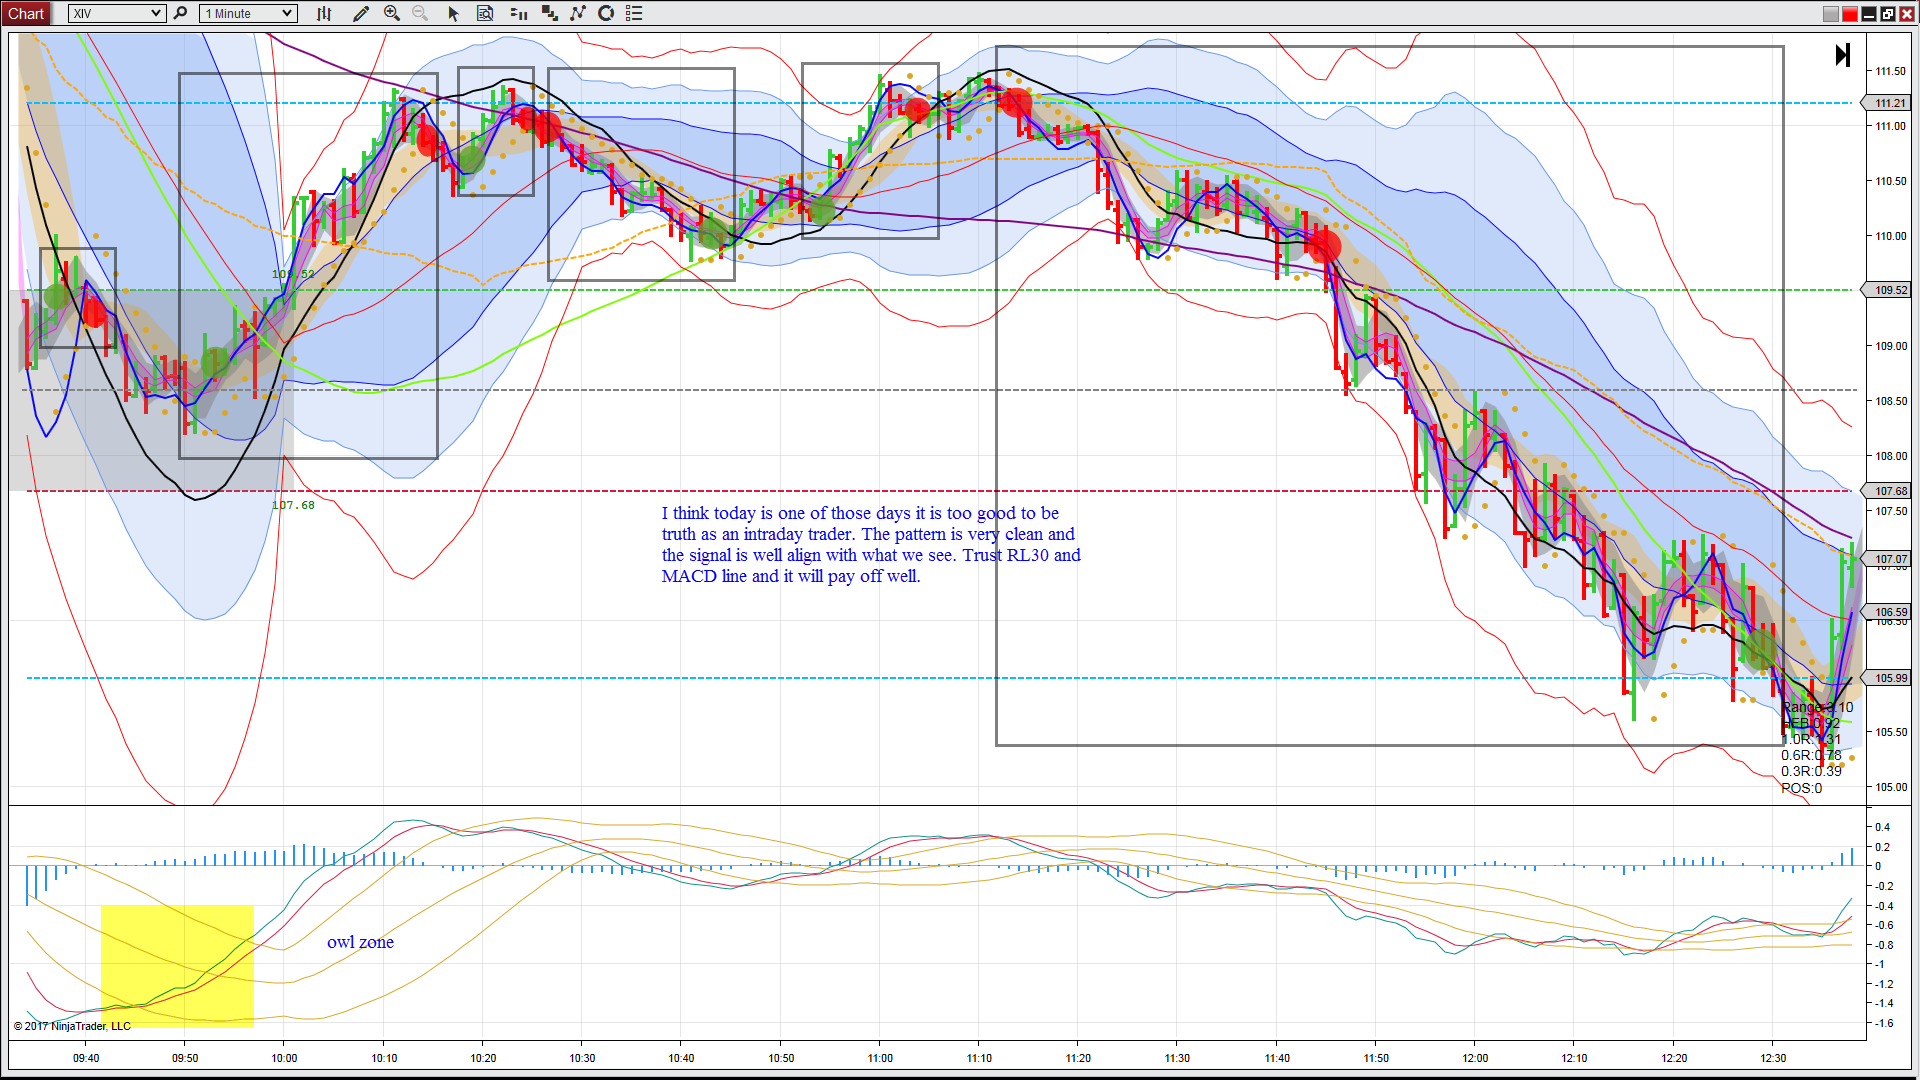 Chart
XIV
1 Minute
111.50
111.21
111.00
110.50
110.00
109.52
109.52
109.00
108.50
108.00
107.68
107.68
107.50
I think today is one of those days it is too good to be
truth as an intraday trader. The pattern is very clean and
the signal is well align with what we see. Trust RL30 and
MACD line and it will pay off well.
107.07
107.00
106.59
106.50
105.99
Range:3.10
HFB:0.92
1.0R:1.31
0.6R:0.78
0.3R:0.39
POS:0
105.50
105.00
0.4
0.2
0
-0.2
-0.4
-0.6
-0.8
-1
-1.2
-1.4
-1.6
owl zone
© 2017 NinjaTrader, LLC
09:40 09:50 10:00 10:10 10:20 10:30 10:40 10:50 11:00 11:10 11:20 11:30 11:40 11:50 12:00 12:10 12:20 12:30